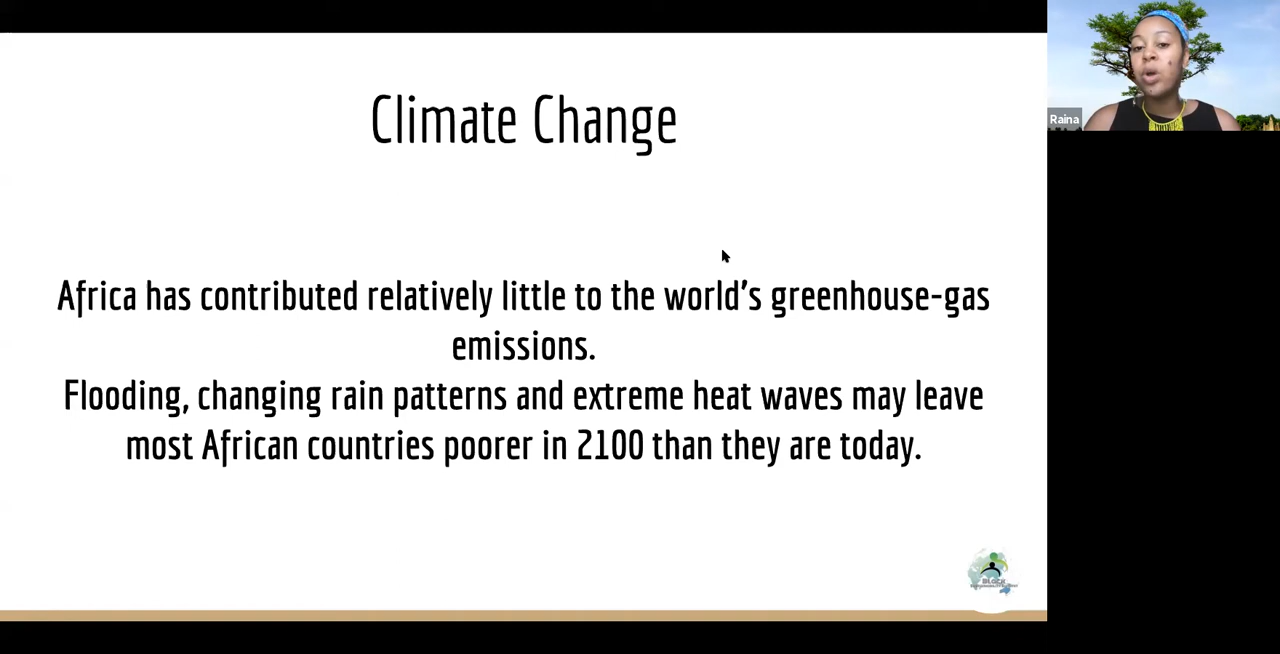 Climate Change
Raina
Africa has contributed relatively little to the world's greenhouse-gas
emissions.
Flooding, changing rain patterns and extreme heat waves may leave
most African countries poorer in 2100 than they are today.
BLACK